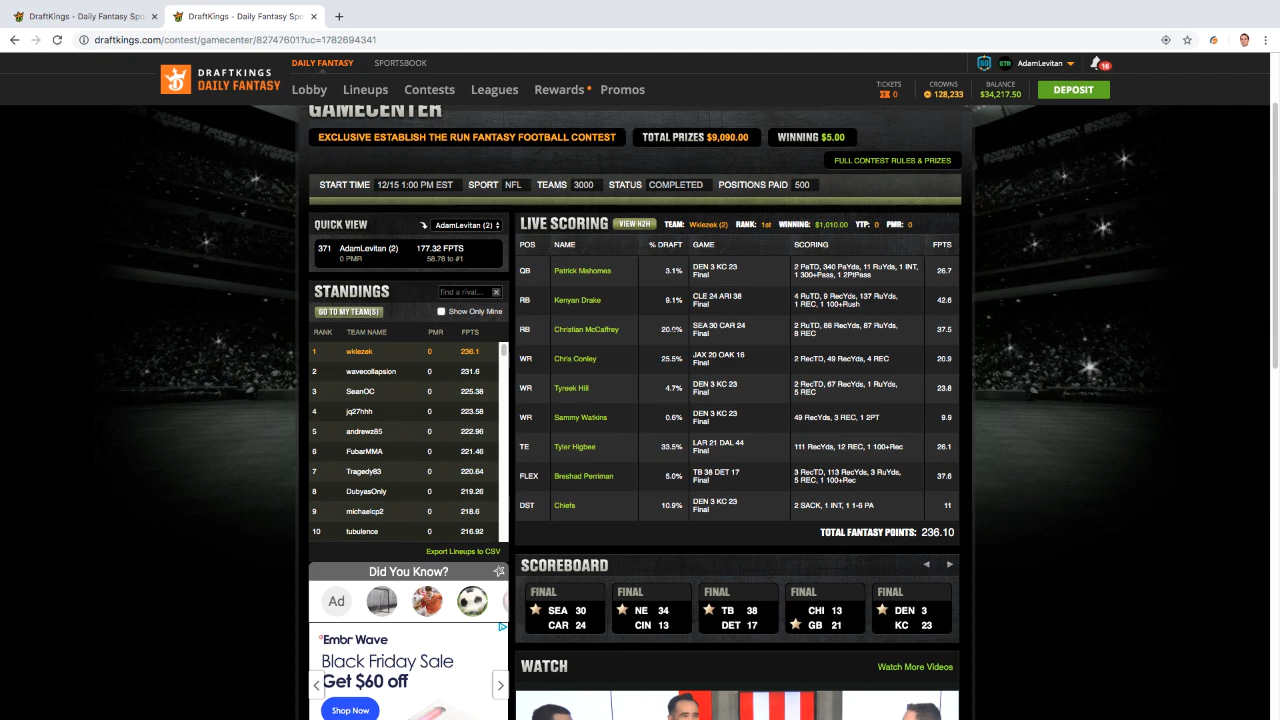 DraftKings - Daily Fantasy Spo
DraftKings - Daily Fantasy Spo
draftkings.com/contest/gamecenter/82747601?uc=1782694341
DRAFTKINGS
DAILY FANTASY
DAILY FANTASY SPORTSBOOK
Lobby Lineups Contests Leagues Rewards Promos
GO ETR AdamLevitan 16
TICKETS 0
CROWNS 128,233
BALANCE $34,217.50
DEPOSIT
GAMECENTER
EXCLUSIVE ESTABLISH THE RUN FANTASY FOOTBALL CONTEST TOTAL PRIZES $9,090.00 WINNING $5.00
FULL CONTEST RULES & PRIZES
START TIME 12/15 1:00 PM EST SPORT NFL TEAMS 3000 STATUS COMPLETED POSITIONS PAID 500
QUICK VIEW AdamLevitan (2)
371 AdamLevitan (2) 177.32 FPTS
0 PMR 58.78 to #1
STANDINGS find a rival...
GO TO MY TEAM(S) Show Only Mine
RANK TEAM NAME PMR FPTS
1 wklezek 0 236.1
2 wavecollapsion 0 231.6
3 SeanOC 0 225.38
4 jq27hhh 0 223.58
5 andrewz85 0 222.96
6 FubarMMA 0 221.46
7 Tragedy83 0 220.64
8 DubyasOnly 0 219.26
9 michaelcp2 0 218.6
10 tubulence 0 216.92
Export Lineups to CSV
LIVE SCORING VIEW H2H TEAM: Wklezek (2) RANK: 1st WINNING: $1,010.00 YTP: 0 PMR: 0
POS NAME % DRAFT GAME SCORING FPTS
QB Patrick Mahomes 3.1% DEN 3 KC 23 Final 2 PaTD, 340 PaYds, 11 RuYds, 1 INT, 1 300+Pass, 1 2PtPass 26.7
RB Kenyan Drake 9.1% CLE 24 ARI 38 Final 4 RuTD, 9 RecYds, 137 RuYds, 1 REC, 1 100+Rush 42.6
RB Christian McCaffrey 20.0% SEA 30 CAR 24 Final 2 RuTD, 88 RecYds, 87 RuYds, 8 REC 37.5
WR Chris Conley 25.5% JAX 20 OAK 16 Final 2 RecTD, 49 RecYds, 4 REC 20.9
WR Tyreek Hill 4.7% DEN 3 KC 23 Final 2 RecTD, 67 RecYds, 1 RuYds, 5 REC 23.8
WR Sammy Watkins 0.6% DEN 3 KC 23 Final 49 RecYds, 3 REC, 1 2PT 9.9
TE Tyler Higbee 33.5% LAR 21 DAL 44 Final 111 RecYds, 12 REC, 1 100+Rec 26.1
FLEX Breshad Perriman 5.0% TB 38 DET 17 Final 3 RecTD, 113 RecYds, 3 RuYds, 5 REC, 1 100+Rec 37.6
DST Chiefs 10.9% DEN 3 KC 23 Final 2 SACK, 1 INT, 1 1-6 PA 11
TOTAL FANTASY POINTS: 236.10
SCOREBOARD
FINAL FINAL FINAL FINAL FINAL
SEA 30 NE 34 TB 38 CHI 13 DEN 3
CAR 24 CIN 13 DET 17 GB 21 KC 23
WATCH Watch More Videos
Did You Know?
Ad
Embr Wave
Black Friday Sale
Get $60 off
Shop Now